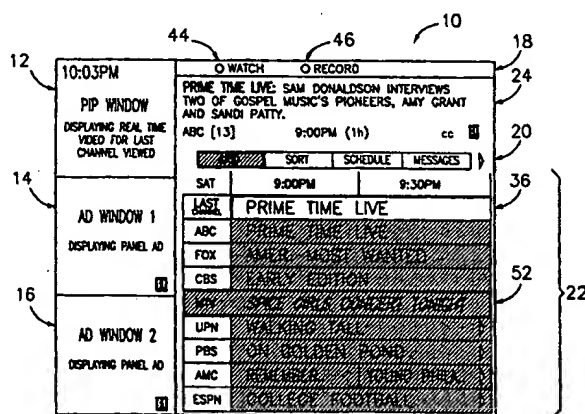 10
44
46
12
18
10:03PM
WATCH
RECORD
24
PIP WINDOW
DISPLAYING REAL TIME
VIDEO FOR LAST
CHANNEL VIEWED
PRIME TIME LIVE: SAM DONALDSON INTERVIEWS
TWO OF GOSPEL MUSIC'S PIONEERS, AMY GRANT
AND SANDI PATTY.
ABC [13] 9:00PM (1h) cc
20
14
SORT SCHEDULE MESSAGES
SAT 9:00PM 9:30PM
36
AD WINDOW 1
DISPLAYING PANEL AD
LAST
CHANNEL
PRIME TIME LIVE
ABC PRIME TIME LIVE
FOX AMER. MOST WANTED
CBS EARLY EDITION
16
MTV SPICE GIRLS CONCERT TONIGHT
52
22
AD WINDOW 2
DISPLAYING PANEL AD
UPN WALKING TALL
PBS ON GOLDEN POND
AMC REMEMBER. YOUNG PHILA.
ESPN COLLEGE FOOTBALL